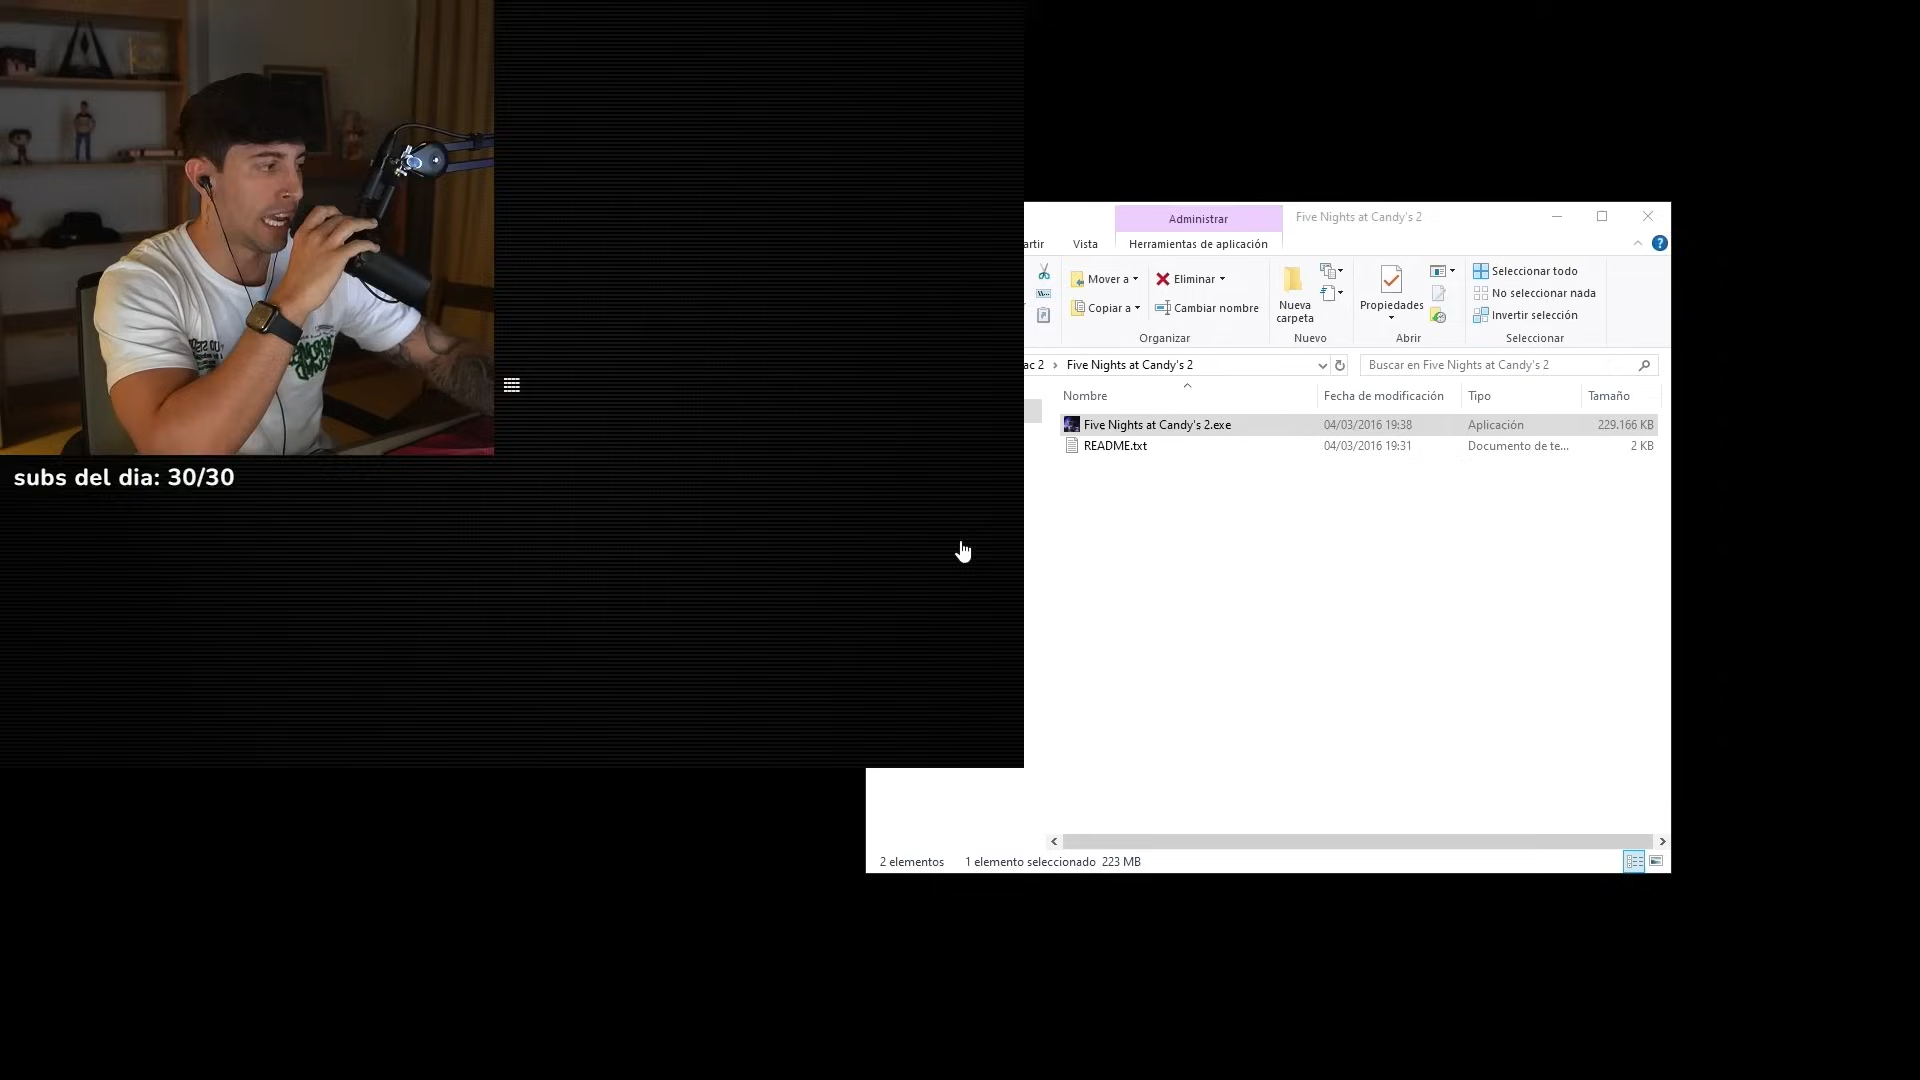 subs del dia: 30/30
Administrar
Five Nights at Candy's 2
artir
Vista
Herramientas de aplicación
Mover a
Copiar a
Eliminar
Cambiar nombre
Organizar
Nueva carpeta
Nuevo
Propiedades
Abrir
Seleccionar todo
No seleccionar nada
Invertir selección
Seleccionar
ac 2 › Five Nights at Candy's 2
Buscar en Five Nights at Candy's 2
Nombre Fecha de modificación Tipo Tamaño
Five Nights at Candy's 2.exe 04/03/2016 19:38 Aplicación 229.166 KB
README.txt 04/03/2016 19:31 Documento de te... 2 KB
2 elementos 1 elemento seleccionado 223 MB